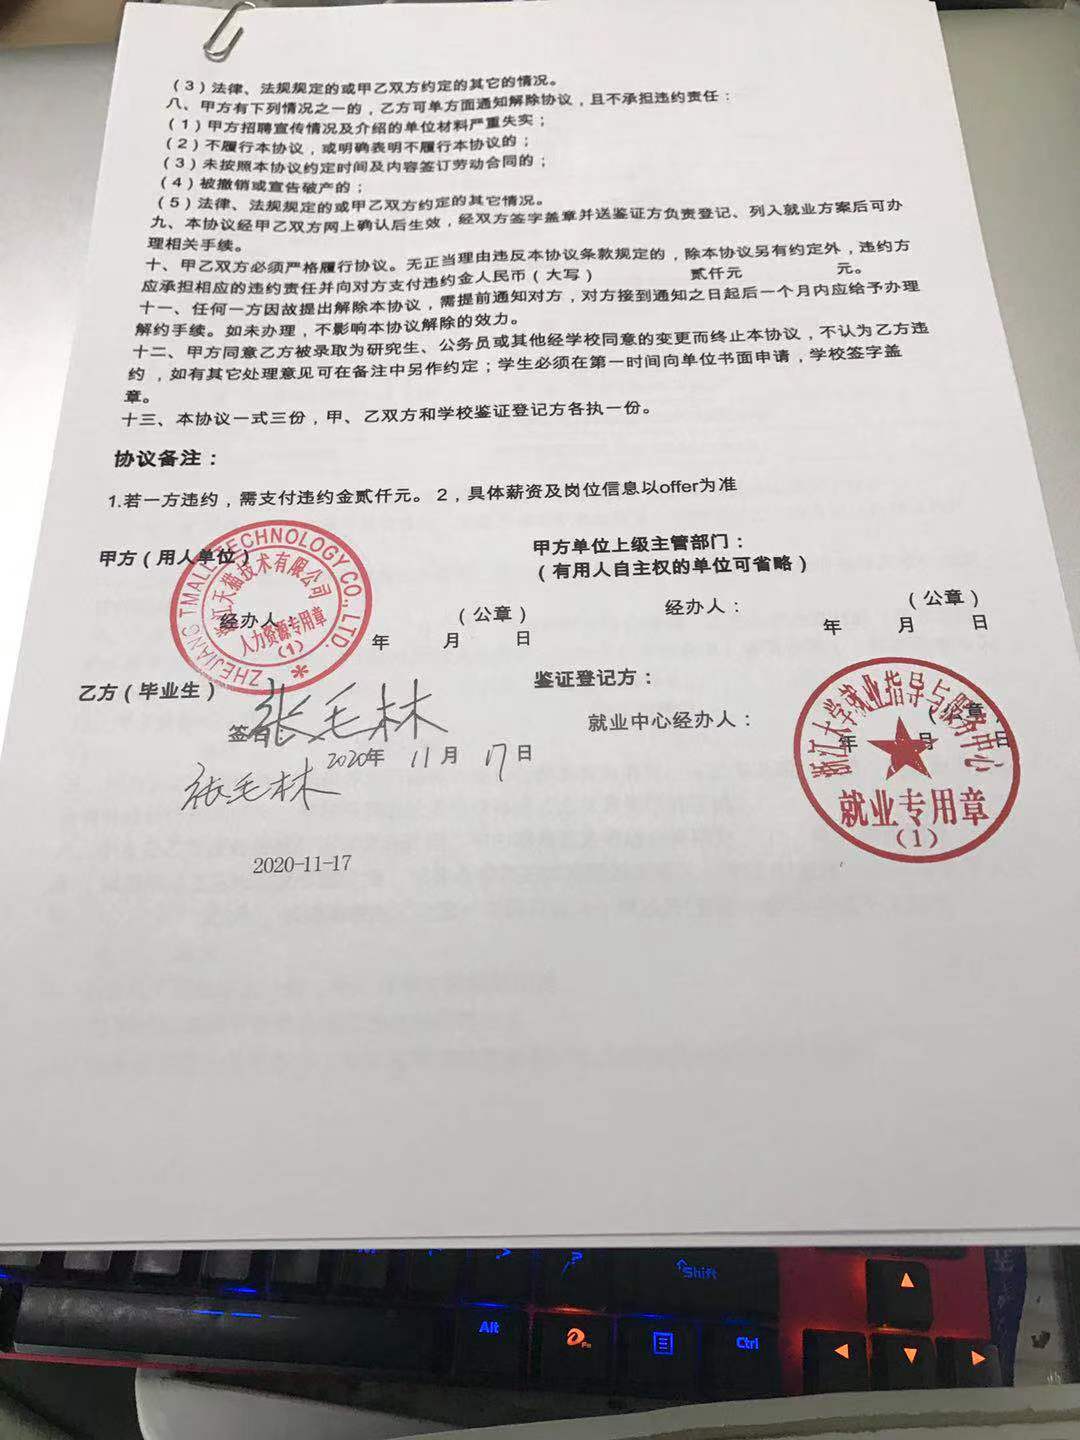 （3）法律、法规规定的或甲乙双方约定的其它的情况。
八、甲方有下列情况之一的，乙方可单方面通知解除协议，且不承担违约责任：
（1）甲方招聘宣传情况及介绍的单位材料严重失实；
（2）不履行本协议，或明确表明不履行本协议的；
（3）未按照本协议约定时间及内容签订劳动合同的；
（4）被撤销或宣告破产的；
（5）法律、法规规定的或甲乙双方约定的其它情况。
九、本协议经甲乙双方网上确认后生效，经双方签字盖章并送鉴证方负责登记、列入就业方案后可办
理相关手续。
十、甲乙双方必须严格履行协议。无正当理由违反本协议条款规定的，除本协议另有约定外，违约方
应承担相应的违约责任并向对方支付违约金人民币（大写） 贰仟元 元。
十一、任何一方因故提出解除本协议，需提前通知对方，对方接到通知之日起后一个月内应给予办理
解约手续。如未办理，不影响本协议解除的效力。
十二、甲方同意乙方被录取为研究生、公务员或其他经学校同意的变更而终止本协议，不认为乙方违
约，如有其它处理意见可在备注中另作约定；学生必须在第一时间向单位书面申请，学校签字盖
章。
十三、本协议一式三份，甲、乙双方和学校鉴证登记方各执一份。
协议备注：
1.若一方违约，需支付违约金贰仟元。 2，具体薪资及岗位信息以offer为准
甲方（用人单位）
经办人：
（公章）
年 月 日
ZHEJIANG TMALL TECHNOLOGY CO., LTD.
浙江天猫技术有限公司
人力资源专用章
（1）
甲方单位上级主管部门：
（有用人自主权的单位可省略）
经办人：
（公章）
年 月 日
乙方（毕业生）
签名： 张毛林
2020年 11月 17日
张毛林
2020-11-17
鉴证登记方：
就业中心经办人：
（公章）
年 月 日
浙江大学就业指导与服务中心
就业专用章
（1）
Shift
Alt
Fn
Ctrl